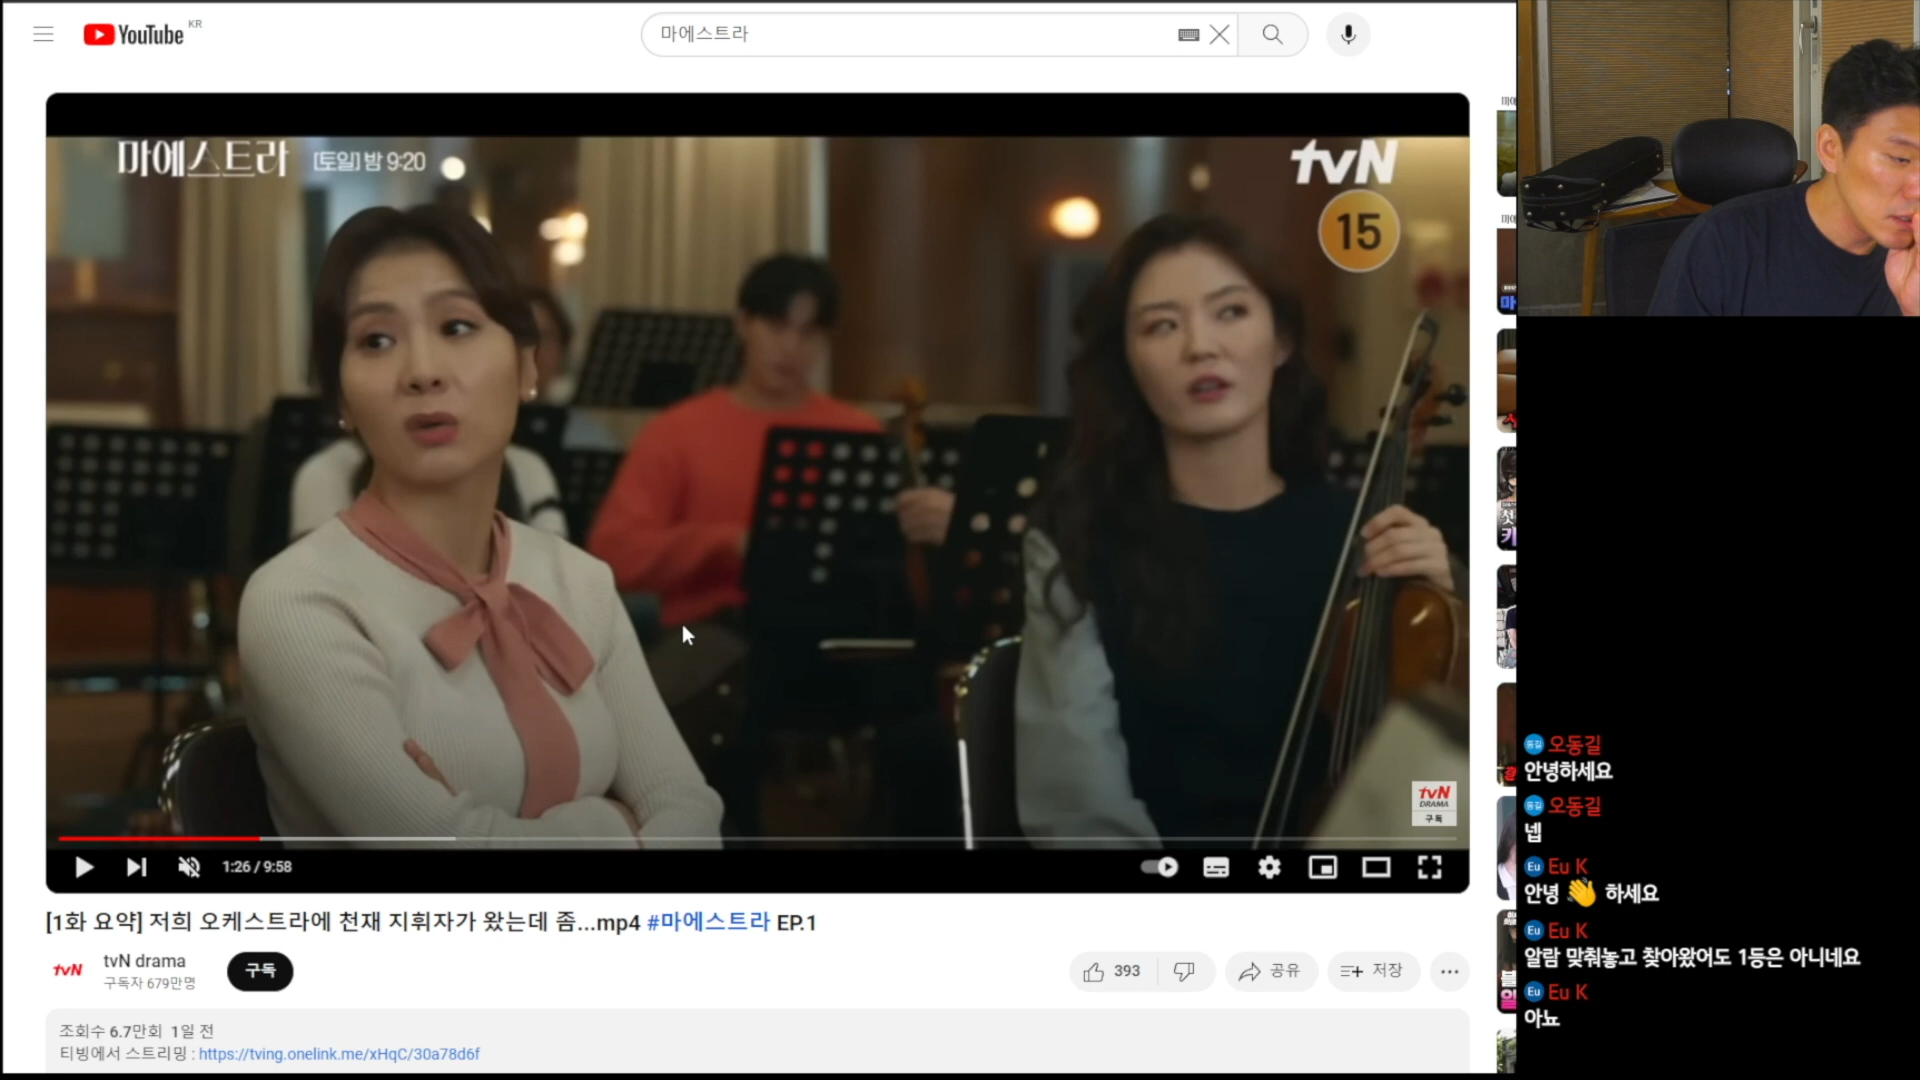 YouTube KR
마에스트라
마에스트라 [토일] 밤 9:20
tvN
15
tvN
DRAMA
구독
1:26 / 9:58
[1화 요약] 저희 오케스트라에 천재 지휘자가 왔는데 좀...mp4 #마에스트라 EP.1
tvN
tvN drama
구독자 679만명
구독
393
공유
저장
조회수 6.7만회 1일 전
티빙에서 스트리밍 : https://tving.onelink.me/xHqC/30a78d6f
동길 오동길
안녕하세요
동길 오동길
넵
Eu Eu K
안녕 👋 하세요
Eu Eu K
알람 맞춰놓고 찾아왔어도 1등은 아니네요
Eu Eu K
아뇨